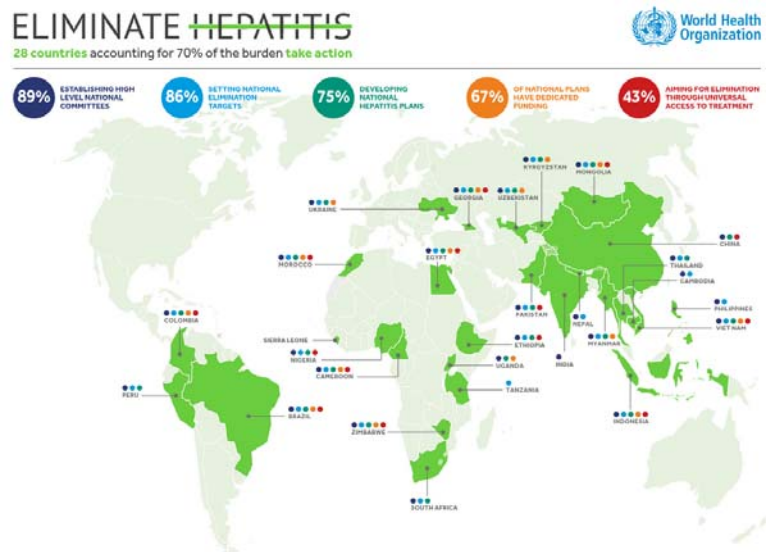 ELIMINATE HEPATITIS
28 countries accounting for 70% of the burden take action
World Health
Organization
89%
ESTABLISHING HIGH
LEVEL NATIONAL
COMMITTEES
86%
SETTING NATIONAL
ELIMINATION
TARGETS
75%
DEVELOPING
NATIONAL
HEPATITIS PLANS
67%
OF NATIONAL PLANS
HAVE DEDICATED
FUNDING
43%
AIMING FOR ELIMINATION
THROUGH UNIVERSAL
ACCESS TO TREATMENT
KYRGYZSTAN
MONGOLIA
GEORGIA
UZBEKISTAN
UKRAINE
CHINA
EGYPT
MOROCCO
THAILAND
CAMBODIA
PAKISTAN
PHILIPPINES
COLOMBIA
NEPAL
VIET NAM
SIERRA LEONE
ETHIOPIA
MYANMAR
NIGERIA
UGANDA
INDIA
CAMEROON
TANZANIA
PERU
BRAZIL
INDONESIA
ZIMBABWE
SOUTH AFRICA